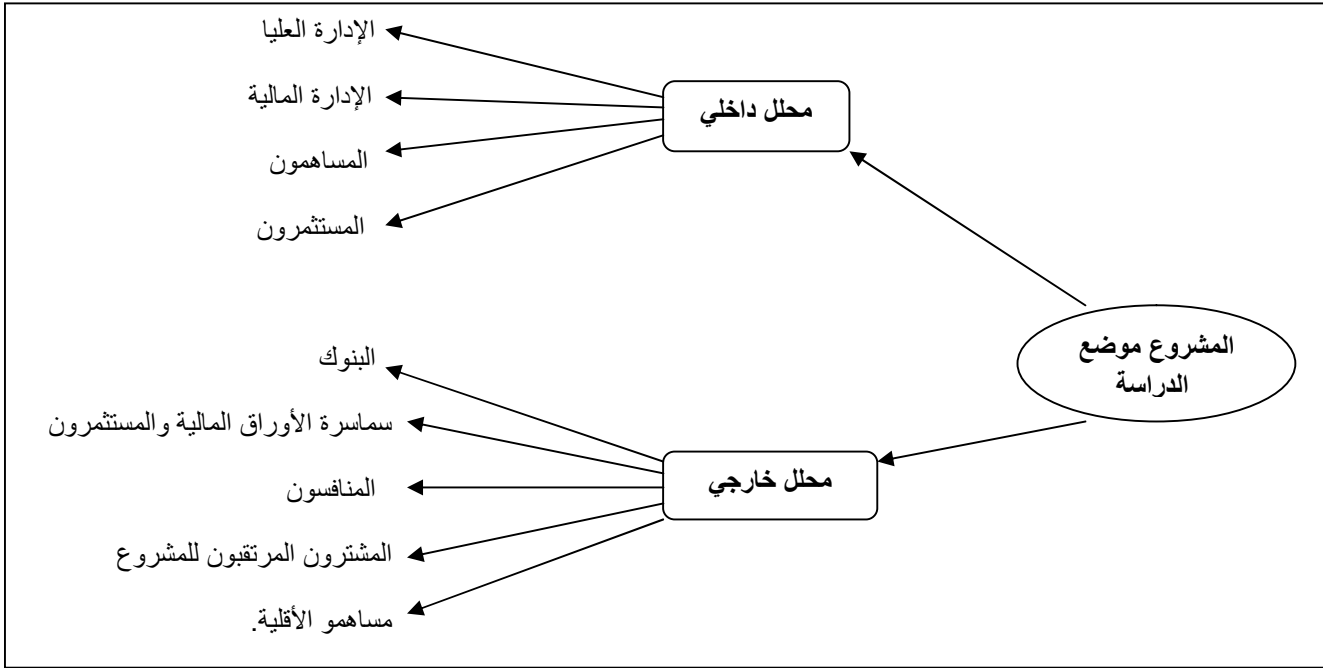 المشروع موضع
الدراسة
محلل داخلي
الإدارة العليا
الإدارة المالية
المساهمون
المستثمرون
محلل خارجي
البنوك
سماسرة الأوراق المالية والمستثمرون
المنافسون
المشترون المرتقبون للمشروع
مساهمو الأقلية.